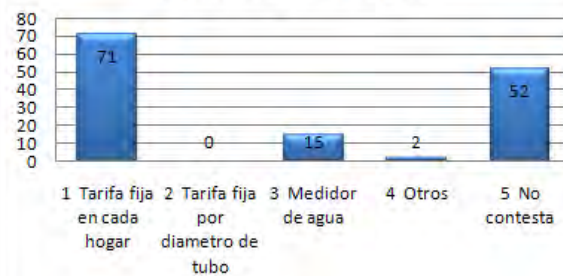 80
70
60
50
40
30
20
10
0
71
0
15
2
52
1 Tarifa fija
en cada
hogar
2 Tarifa fija
por
diametro de
tubo
3 Medidor
de agua
4 Otros
5 No
contesta